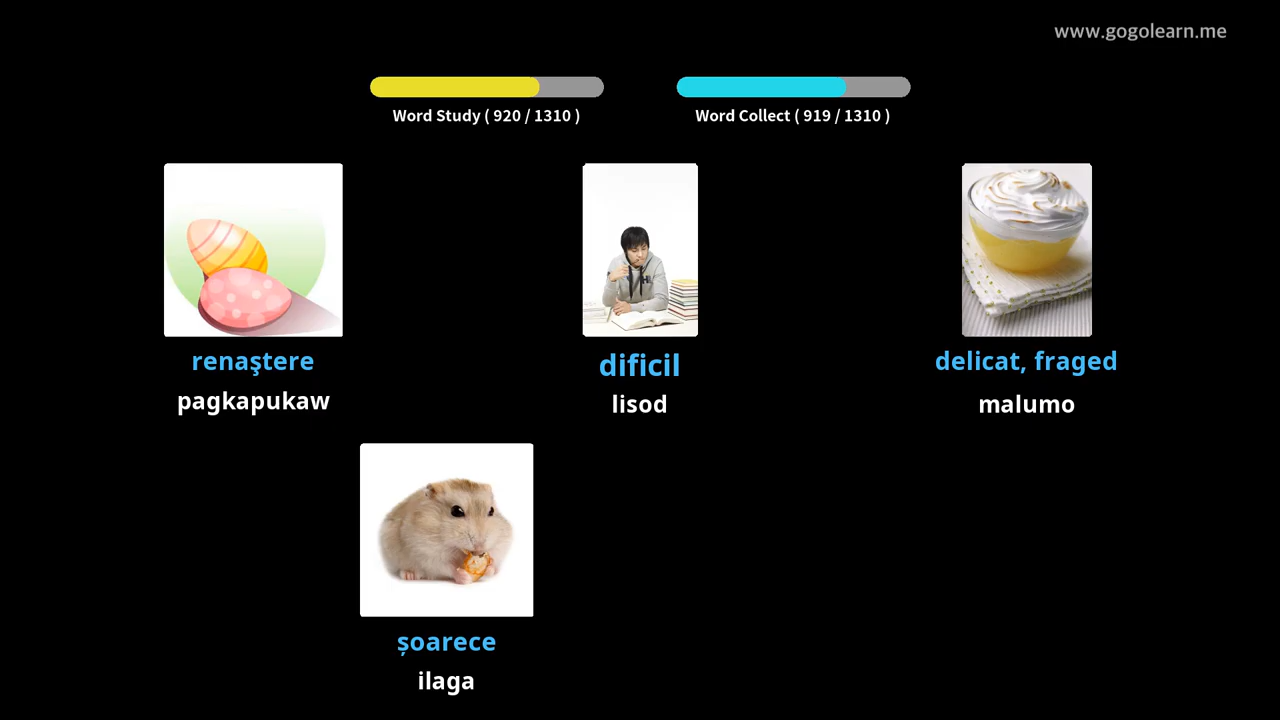 www.gogolearn.me
Word Study ( 920 / 1310 )
Word Collect ( 919 / 1310 )
renaştere
pagkapukaw
dificil
lisod
delicat, fraged
malumo
șoarece
ilaga